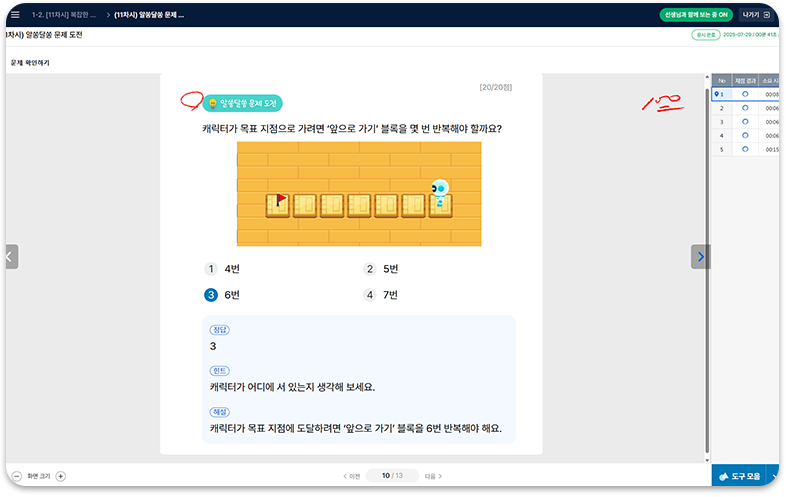 1-2. [11차시] 복잡한 ...
(11차시) 알쏭달쏭 문제 ...
선생님과 함께 보는 중 ON
나가기
11차시) 알쏭달쏭 문제 도전
응시 완료
2025-07-29 / 00분 41초
문제 확인하기
[20/20점]
No 채점 결과 소요 시
1 00:08
2 00:06
3 00:06
4 00:06
5 00:15
100
알쏭달쏭 문제 도전
캐릭터가 목표 지점으로 가려면 '앞으로 가기' 블록을 몇 번 반복해야 할까요?
1 4번
2 5번
3 6번
4 7번
정답
3
힌트
캐릭터가 어디에 서 있는지 생각해 보세요.
해설
캐릭터가 목표 지점에 도달하려면 '앞으로 가기' 블록을 6번 반복해야 해요.
화면 크기
이전
10 / 13
다음
도구 모음